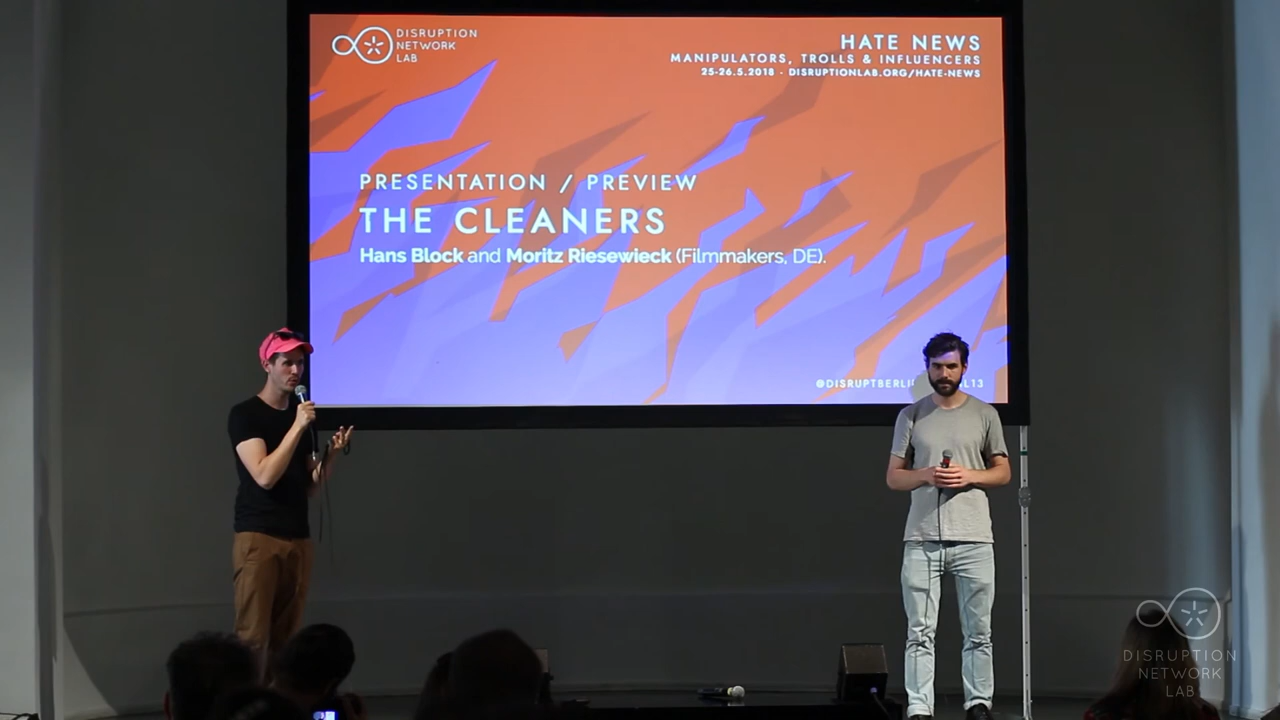 DISRUPTION
NETWORK
LAB
HATE NEWS
MANIPULATORS, TROLLS & INFLUENCERS
25-26.5.2018 · DISRUPTIONLAB.ORG/HATE-NEWS
PRESENTATION / PREVIEW
THE CLEANERS
Hans Block and Moritz Riesewieck (Filmmakers, DE).
DISRUPTION
NETWORK
LAB